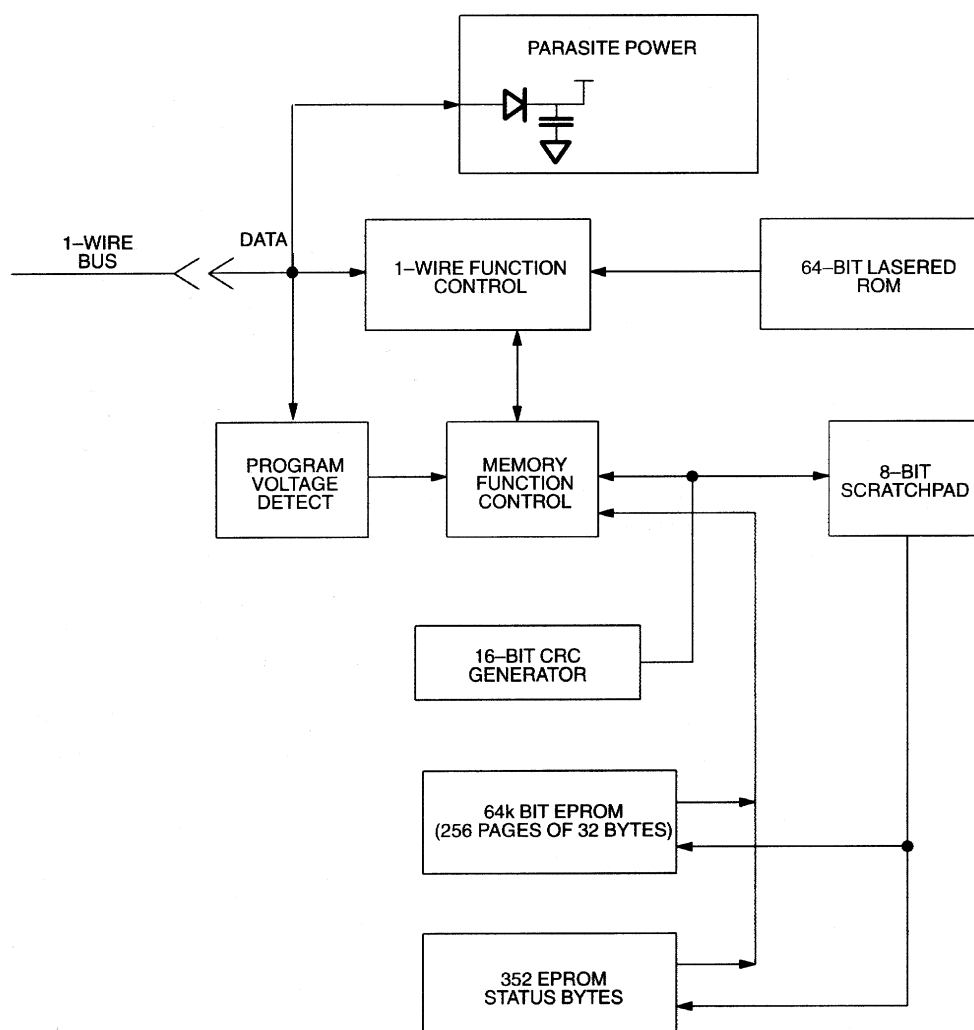 PARASITE POWER
1–WIRE
BUS
DATA
1–WIRE FUNCTION
CONTROL
64–BIT LASERED
ROM
PROGRAM
VOLTAGE
DETECT
MEMORY
FUNCTION
CONTROL
8–BIT
SCRATCHPAD
16–BIT CRC
GENERATOR
64k BIT EPROM
(256 PAGES OF 32 BYTES)
352 EPROM
STATUS BYTES